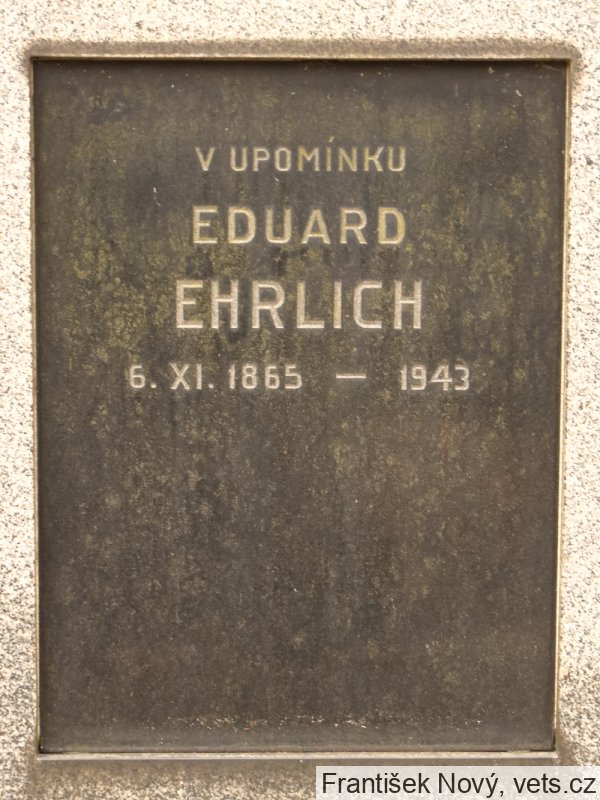 V UPOMÍNKU
EDUARD
EHRLICH
6. XI. 1865 — 1943
František Nový, vets.cz